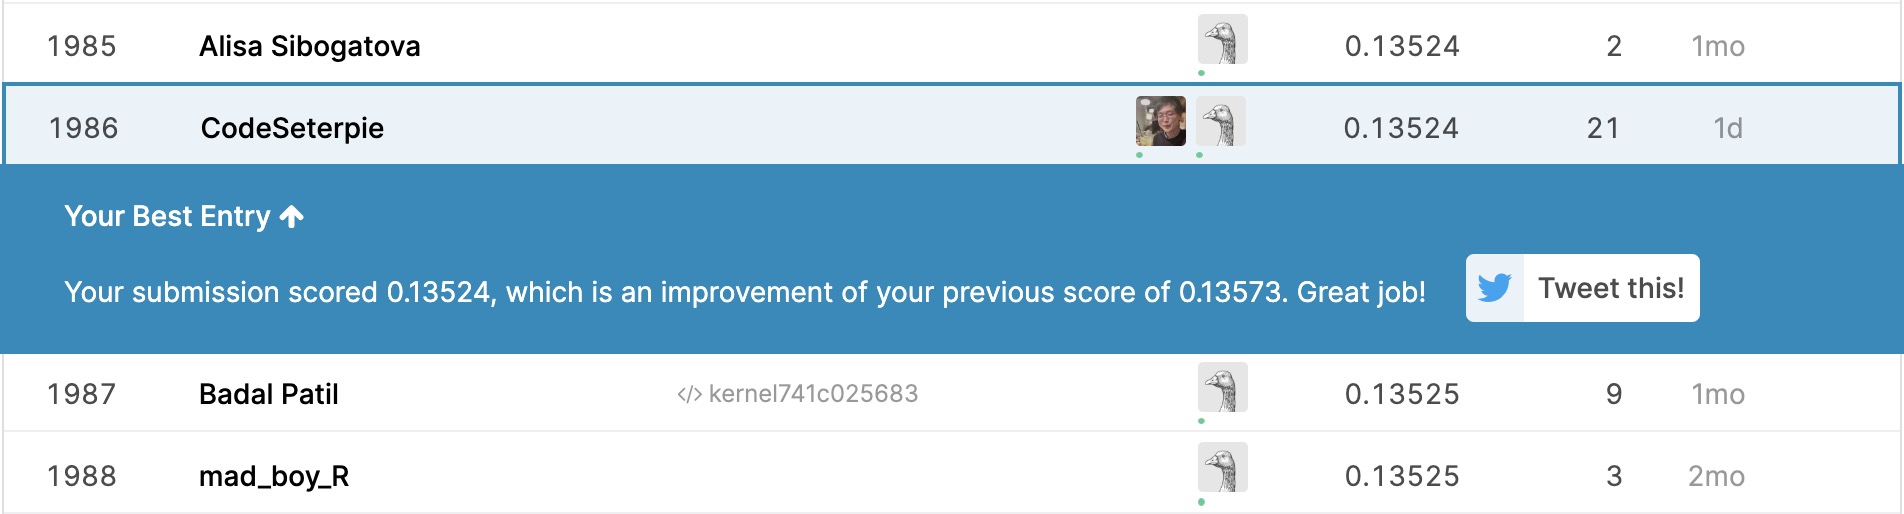 1985 Alisa Sibogatova 0.13524 2 1mo
1986 CodeSeterpie 0.13524 21 1d
Your Best Entry
Your submission scored 0.13524, which is an improvement of your previous score of 0.13573. Great job! Tweet this!
1987 Badal Patil </> kernel741c025683 0.13525 9 1mo
1988 mad_boy_R 0.13525 3 2mo